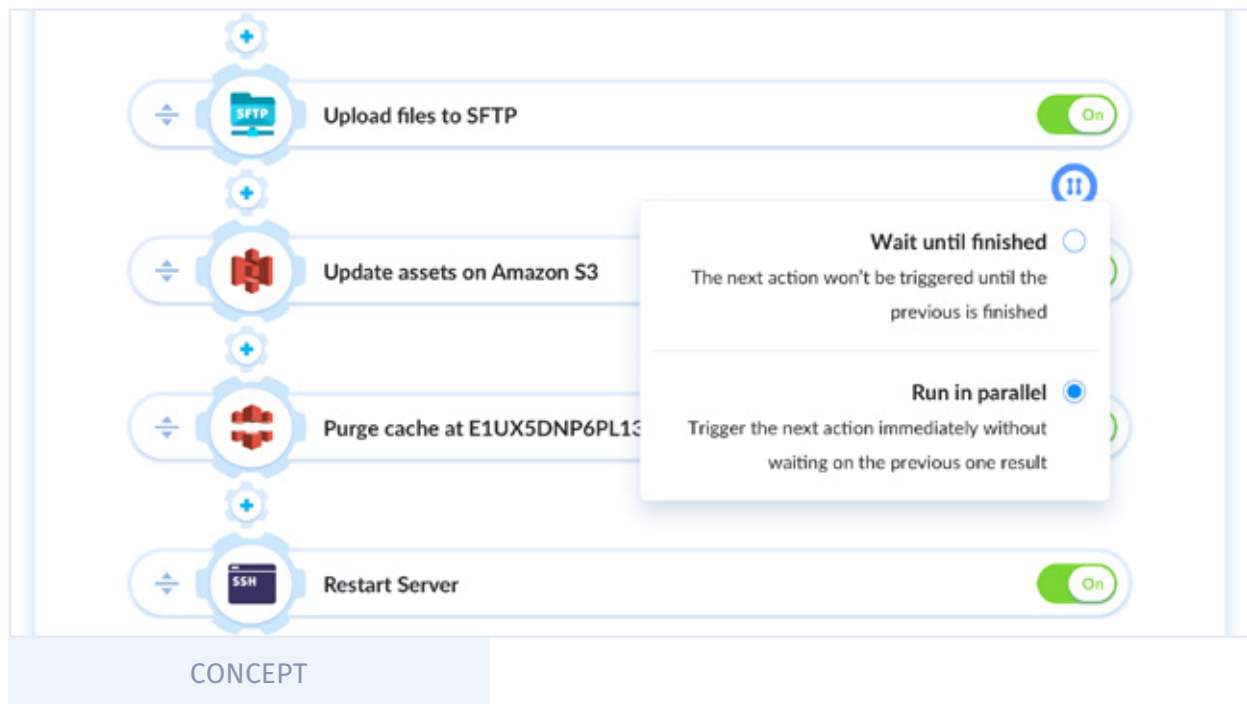 SFTP
Upload files to SFTP
On
Wait until finished
The next action won't be triggered until the
previous is finished
Update assets on Amazon S3
Run in parallel
Trigger the next action immediately without
waiting on the previous one result
Purge cache at E1UX5DNP6PL13
SSH
Restart Server
On
CONCEPT